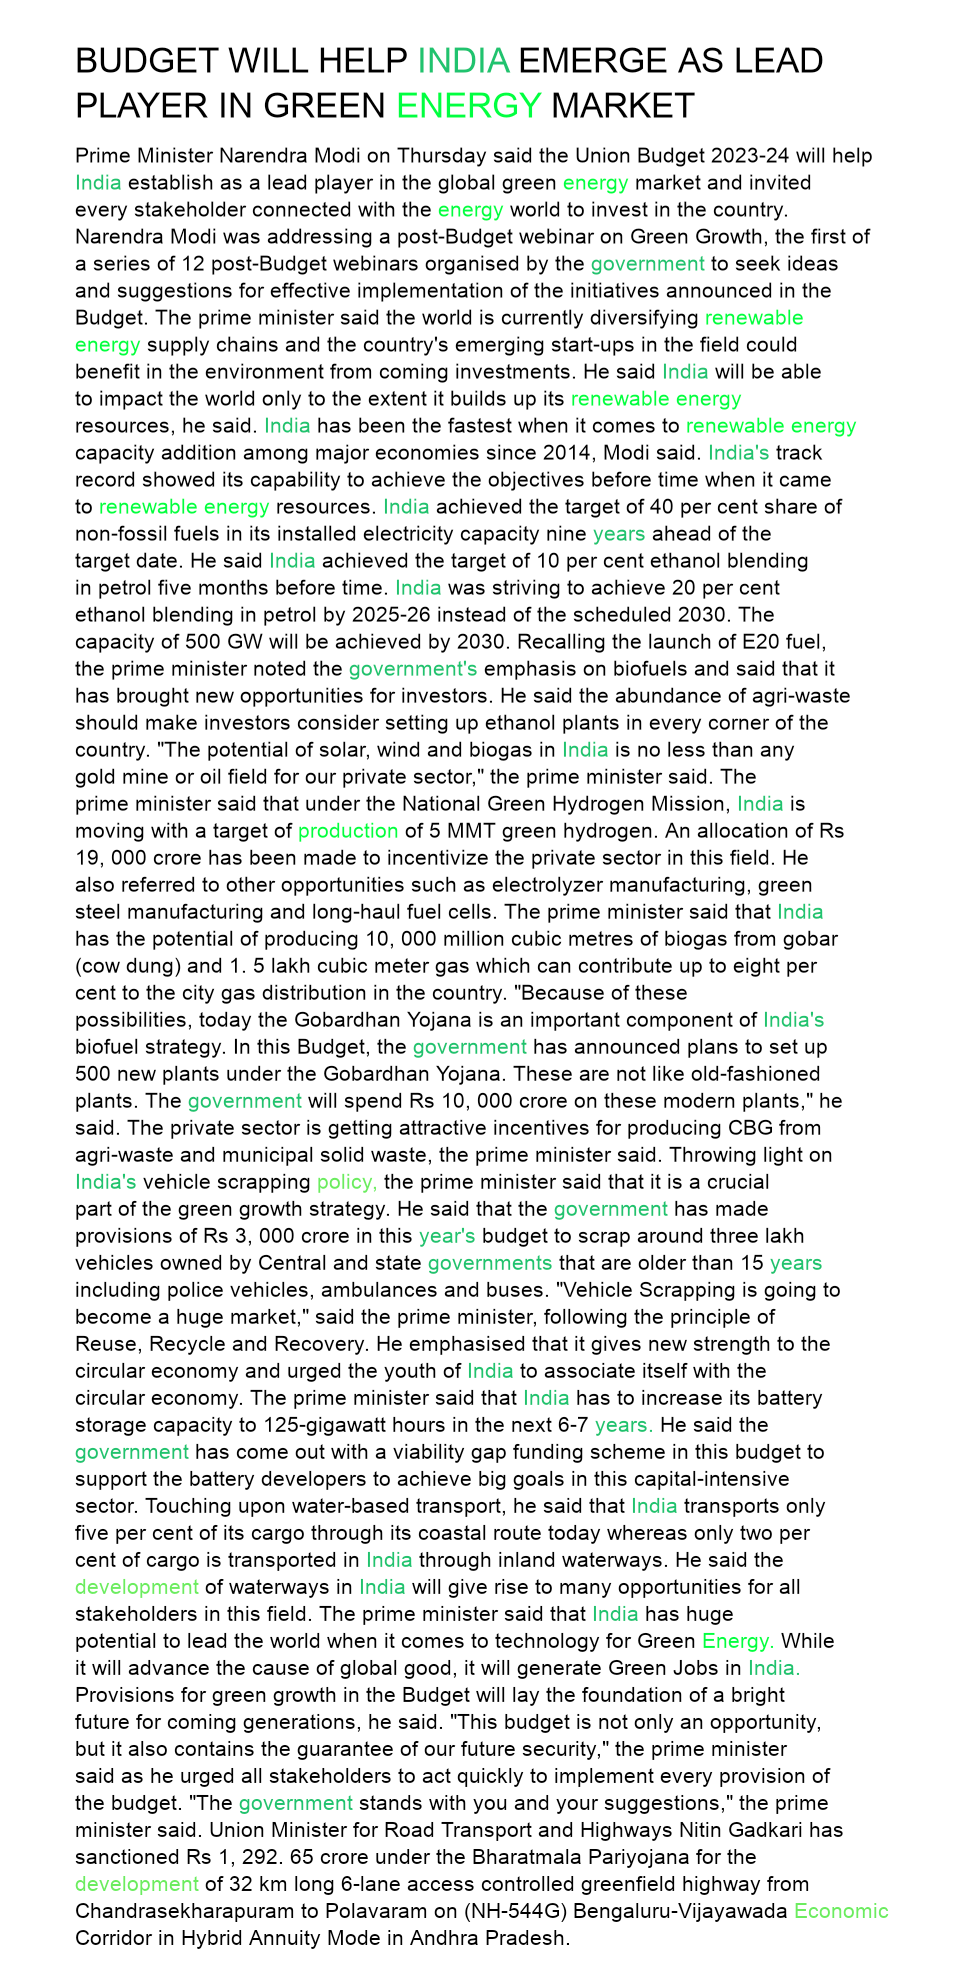 BUDGET WILL HELP INDIA EMERGE AS LEAD
PLAYER IN GREEN ENERGY MARKET
Prime Minister Narendra Modi on Thursday said the Union Budget 2023-24 will help
India establish as a lead player in the global green energy market and invited
every stakeholder connected with the energy world to invest in the country.
Narendra Modi was addressing a post-Budget webinar on Green Growth, the first of
a series of 12 post-Budget webinars organised by the government to seek ideas
and suggestions for effective implementation of the initiatives announced in the
Budget. The prime minister said the world is currently diversifying renewable
energy supply chains and the country's emerging start-ups in the field could
benefit in the environment from coming investments. He said India will be able
to impact the world only to the extent it builds up its renewable energy
resources, he said. India has been the fastest when it comes to renewable energy
capacity addition among major economies since 2014, Modi said. India's track
record showed its capability to achieve the objectives before time when it came
to renewable energy resources. India achieved the target of 40 per cent share of
non-fossil fuels in its installed electricity capacity nine years ahead of the
target date. He said India achieved the target of 10 per cent ethanol blending
in petrol five months before time. India was striving to achieve 20 per cent
ethanol blending in petrol by 2025-26 instead of the scheduled 2030. The
capacity of 500 GW will be achieved by 2030. Recalling the launch of E20 fuel,
the prime minister noted the government's emphasis on biofuels and said that it
has brought new opportunities for investors. He said the abundance of agri-waste
should make investors consider setting up ethanol plants in every corner of the
country. "The potential of solar, wind and biogas in India is no less than any
gold mine or oil field for our private sector," the prime minister said. The
prime minister said that under the National Green Hydrogen Mission, India is
moving with a target of production of 5 MMT green hydrogen. An allocation of Rs
19, 000 crore has been made to incentivize the private sector in this field. He
also referred to other opportunities such as electrolyzer manufacturing, green
steel manufacturing and long-haul fuel cells. The prime minister said that India
has the potential of producing 10, 000 million cubic metres of biogas from gobar
(cow dung) and 1. 5 lakh cubic meter gas which can contribute up to eight per
cent to the city gas distribution in the country. "Because of these
possibilities, today the Gobardhan Yojana is an important component of India's
biofuel strategy. In this Budget, the government has announced plans to set up
500 new plants under the Gobardhan Yojana. These are not like old-fashioned
plants. The government will spend Rs 10, 000 crore on these modern plants," he
said. The private sector is getting attractive incentives for producing CBG from
agri-waste and municipal solid waste, the prime minister said. Throwing light on
India's vehicle scrapping policy, the prime minister said that it is a crucial
part of the green growth strategy. He said that the government has made
provisions of Rs 3, 000 crore in this year's budget to scrap around three lakh
vehicles owned by Central and state governments that are older than 15 years
including police vehicles, ambulances and buses. "Vehicle Scrapping is going to
become a huge market," said the prime minister, following the principle of
Reuse, Recycle and Recovery. He emphasised that it gives new strength to the
circular economy and urged the youth of India to associate itself with the
circular economy. The prime minister said that India has to increase its battery
storage capacity to 125-gigawatt hours in the next 6-7 years. He said the
government has come out with a viability gap funding scheme in this budget to
support the battery developers to achieve big goals in this capital-intensive
sector. Touching upon water-based transport, he said that India transports only
five per cent of its cargo through its coastal route today whereas only two per
cent of cargo is transported in India through inland waterways. He said the
development of waterways in India will give rise to many opportunities for all
stakeholders in this field. The prime minister said that India has huge
potential to lead the world when it comes to technology for Green Energy. While
it will advance the cause of global good, it will generate Green Jobs in India.
Provisions for green growth in the Budget will lay the foundation of a bright
future for coming generations, he said. "This budget is not only an opportunity,
but it also contains the guarantee of our future security," the prime minister
said as he urged all stakeholders to act quickly to implement every provision of
the budget. "The government stands with you and your suggestions," the prime
minister said. Union Minister for Road Transport and Highways Nitin Gadkari has
sanctioned Rs 1, 292. 65 crore under the Bharatmala Pariyojana for the
development of 32 km long 6-lane access controlled greenfield highway from
Chandrasekharapuram to Polavaram on (NH-544G) Bengaluru-Vijayawada Economic
Corridor in Hybrid Annuity Mode in Andhra Pradesh.